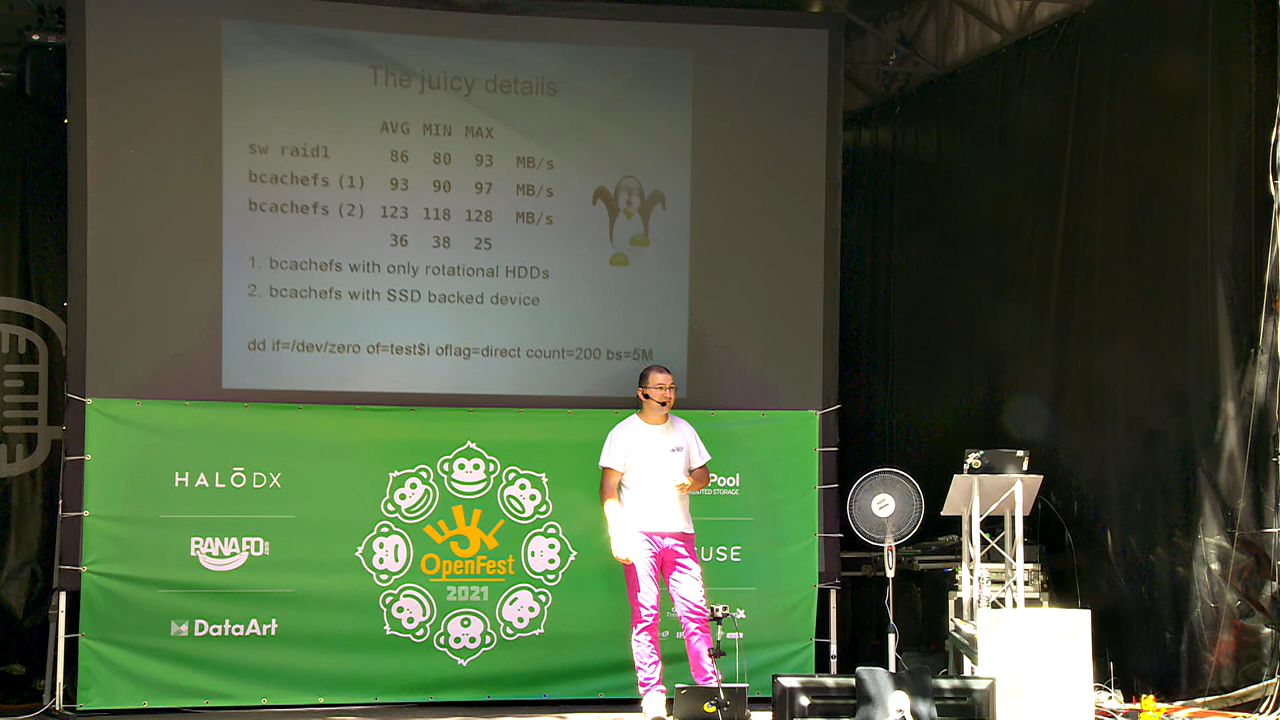 The juicy details
AVG MIN MAX
sw raid1 86 80 93 MB/s
bcachefs (1) 93 90 97 MB/s
bcachefs (2) 123 118 128 MB/s
36 38 25
1. bcachefs with only rotational HDDs
2. bcachefs with SSD backed device
dd if=/dev/zero of=test$i oflag=direct count=200 bs=5M
HALŌDX
DataArt
OpenFest
2021
Pool
USE